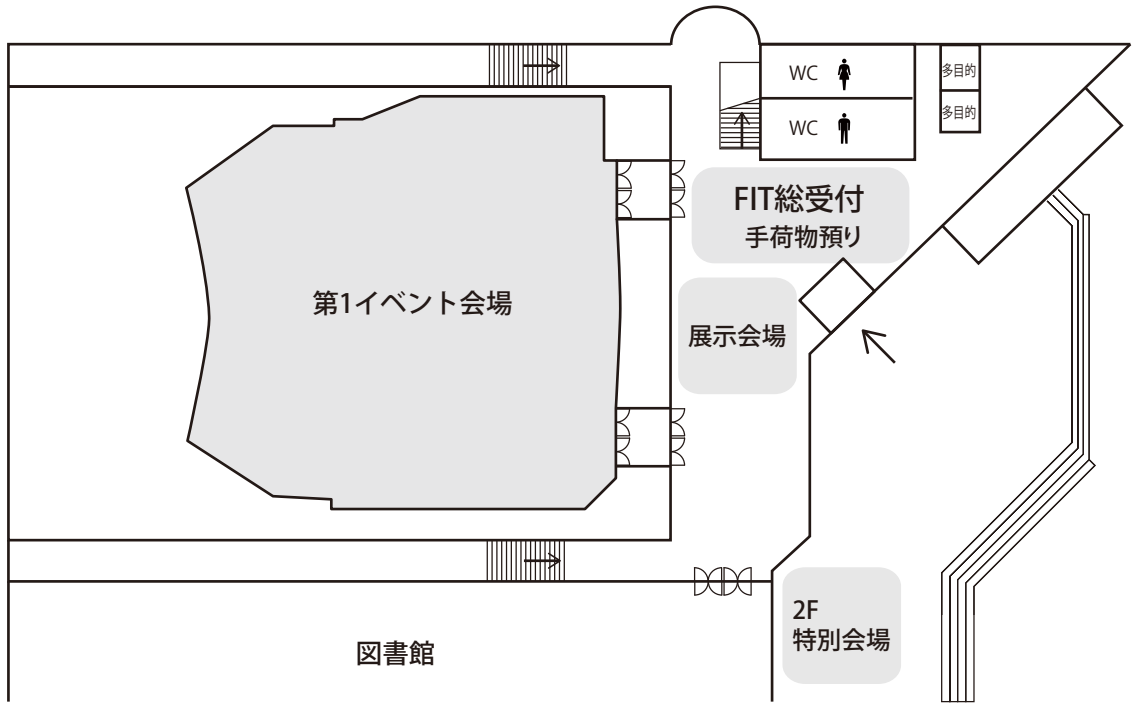 WC
多目的
WC
多目的
FIT総受付
手荷物預り
第1イベント会場
展示会場
2F
特別会場
図書館